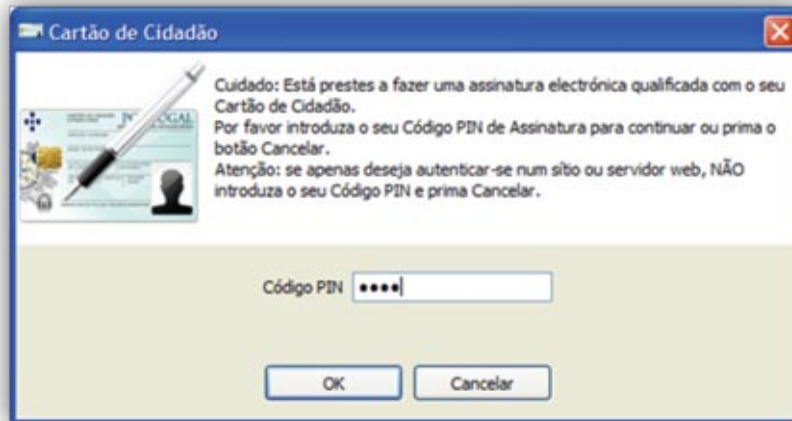 Cartão de Cidadão
Cuidado: Está prestes a fazer uma assinatura electrónica qualificada com o seu
Cartão de Cidadão.
Por favor introduza o seu Código PIN de Assinatura para continuar ou prima o
botão Cancelar.
Atenção: se apenas deseja autenticar-se num sítio ou servidor web, NÃO
introduza o seu Código PIN e prima Cancelar.
Código PIN ••••
OK Cancelar